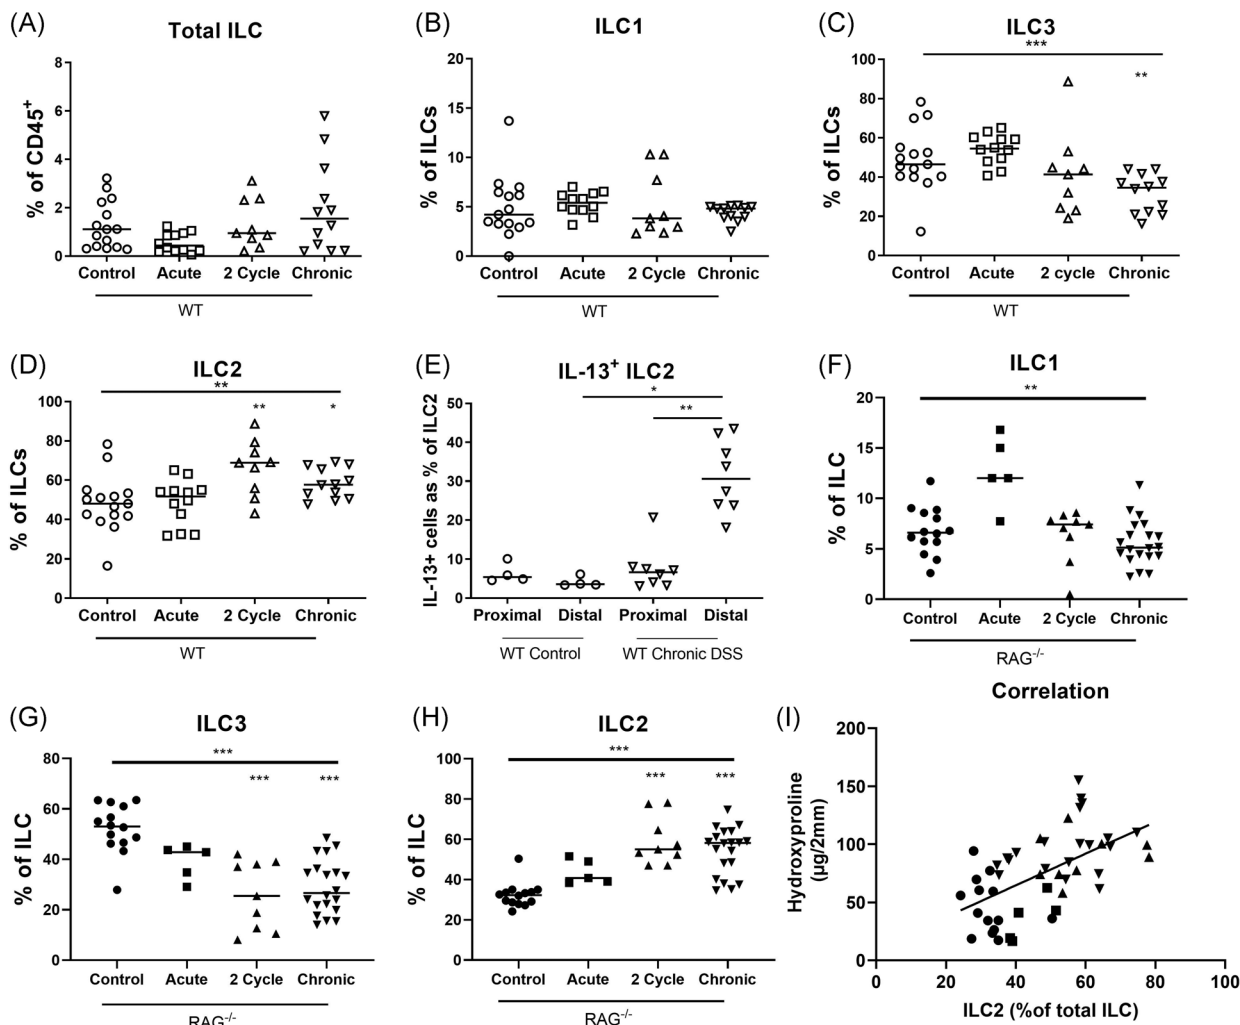 (A)
Total ILC
% of CD45⁺
8
6
4
2
0
Control Acute 2 Cycle Chronic
WT
(B)
ILC1
% of ILCs
20
15
10
5
0
Control Acute 2 Cycle Chronic
WT
(C)
ILC3
***
**
% of ILCs
100
80
60
40
20
0
Control Acute 2 cycle Chronic
WT
(D)
ILC2
**
** *
% of ILCs
100
80
60
40
20
0
Control Acute 2 Cycle Chronic
WT
(E)
IL-13⁺ ILC2
*
**
IL-13+ cells as % of ILC2
50
40
30
20
10
0
Proximal Distal Proximal Distal
WT Control WT Chronic DSS
(F)
ILC1
**
% of ILC
20
15
10
5
0
Control Acute 2 Cycle Chronic
RAG⁻/⁻
(G)
ILC3
***
*** ***
% of ILC
80
60
40
20
0
Control Acute 2 Cycle Chronic
RAG⁻/⁻
(H)
ILC2
***
*** ***
% of ILC
100
80
60
40
20
0
Control Acute 2 Cycle Chronic
RAG⁻/⁻
(I)
Correlation
Hydroxyproline
(µg/2mm)
200
150
100
50
0
0 20 40 60 80 100
ILC2 (%of total ILC)